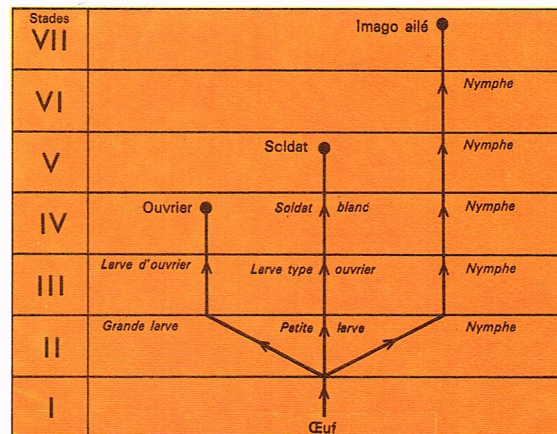 Stades
VII
Imago ailé
VI
Nymphe
V
Soldat
Nymphe
IV
Ouvrier
Soldat blanc
Nymphe
III
Larve d'ouvrier
Larve type ouvrier
Nymphe
II
Grande larve
Petite larve
Nymphe
I
Œuf